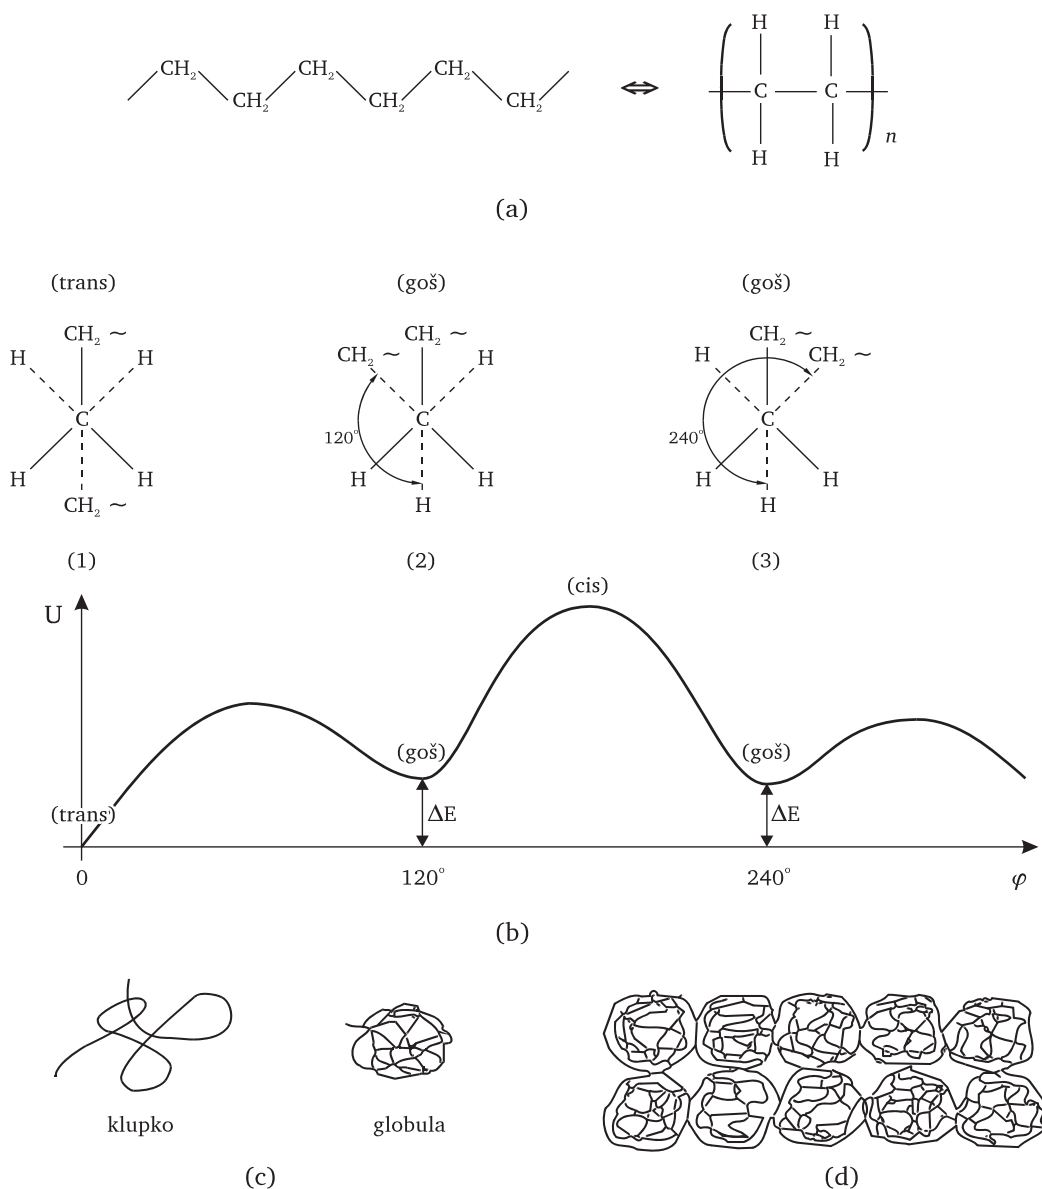 H H
CH₂ CH₂ CH₂
C C
CH₂ CH₂ CH₂
H H n
(a)
(trans) (goš) (goš)
CH₂ ~ CH₂ ~ CH₂ ~
H H CH₂ ~ H H CH₂ ~
C C C
120° 240°
H H H H H H
CH₂ ~ H H
(1) (2) (3)
(cis)
U
(goš) (goš)
(trans) ΔE ΔE
0 120° 240° φ
(b)
klupko globula
(c) (d)